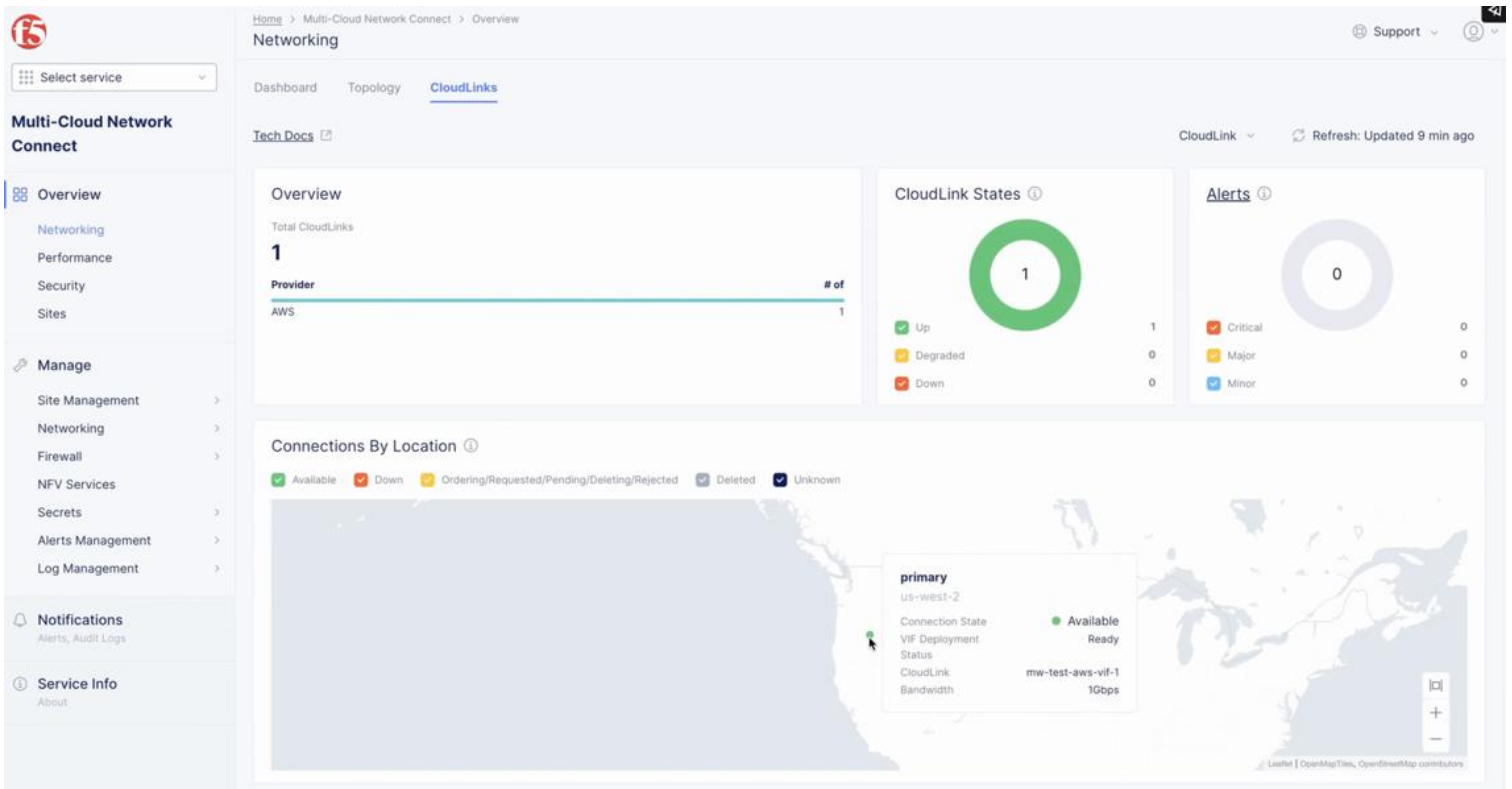 f5
Select service
Multi-Cloud Network
Connect
Overview
Networking
Performance
Security
Sites
Manage
Site Management
Networking
Firewall
NFV Services
Secrets
Alerts Management
Log Management
Notifications
Alerts, Audit Logs
Service Info
About
Home > Multi-Cloud Network Connect > Overview
Networking
Support
Dashboard Topology CloudLinks
Tech Docs
CloudLink
Refresh: Updated 9 min ago
Overview
Total CloudLinks
1
Provider # of
AWS 1
CloudLink States
1
Up 1
Degraded 0
Down 0
Alerts
0
Critical 0
Major 0
Minor 0
Connections By Location
Available Down Ordering/Requested/Pending/Deleting/Rejected Deleted Unknown
primary
us-west-2
Connection State Available
VIF Deployment Ready
Status
CloudLink mw-test-aws-vif-1
Bandwidth 1Gbps
+
−
Leaflet | OpenMapTiles, OpenStreetMap contributors